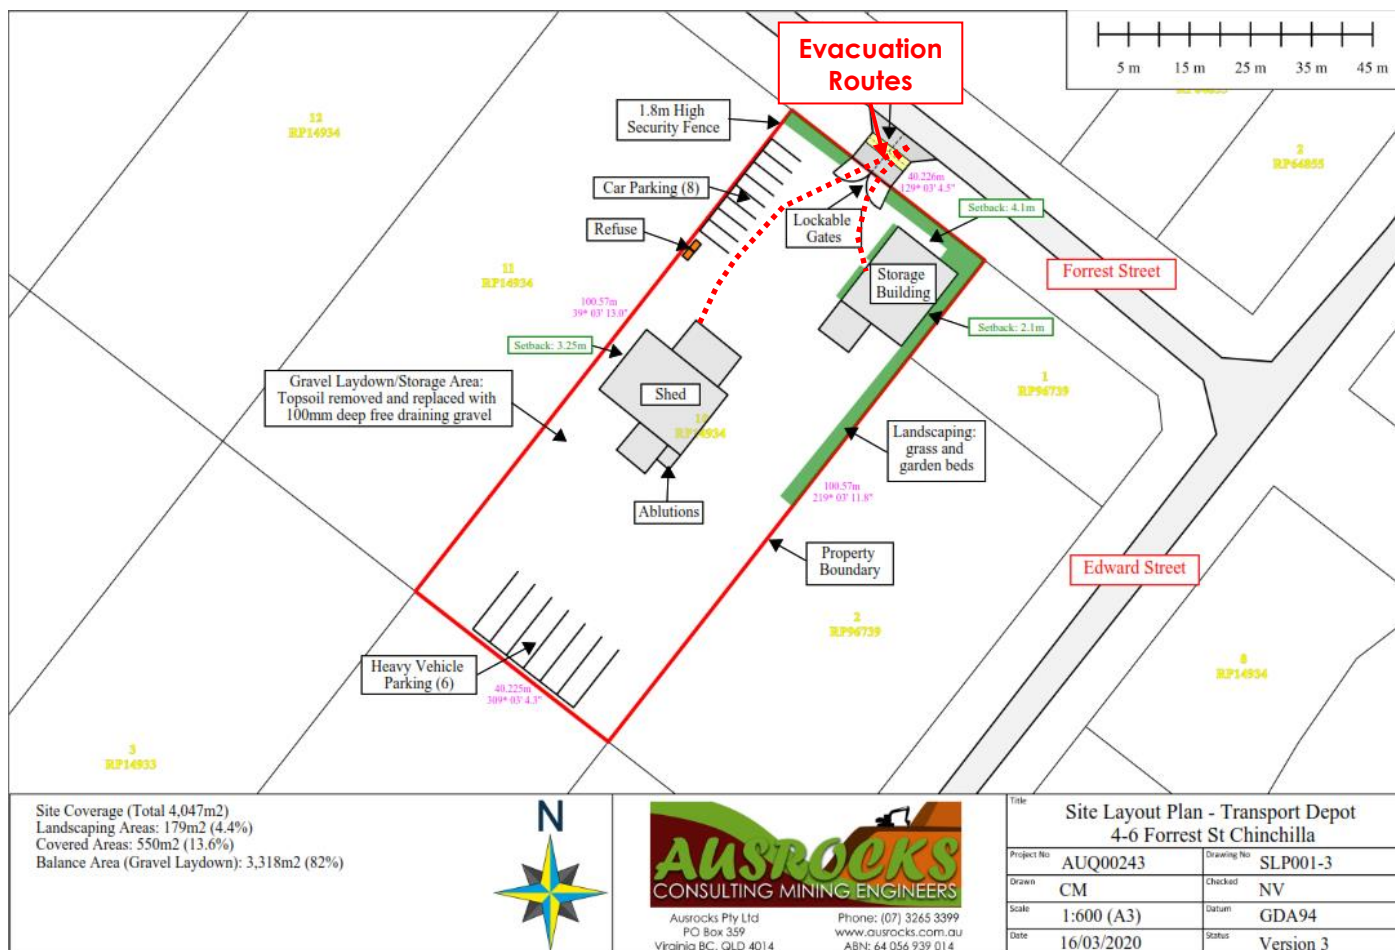 Evacuation
Routes
5 m
15 m
25 m
35 m
45 m
12
RP14934
1.8m High
Security Fence
2
RP64855
Car Parking (8)
40.226m
129° 03' 4.5"
Setback: 4.1m
Refuse
Lockable
Gates
Forrest Street
11
RP14934
Storage
Building
100.57m
39° 03' 13.0"
Setback: 3.25m
Setback: 2.1m
Gravel Laydown/Storage Area:
Topsoil removed and replaced with
100mm deep free draining gravel
Shed
1
RP96739
RP14934
Landscaping:
grass and
garden beds
100.57m
219° 03' 11.8"
Ablutions
Property
Boundary
Edward Street
2
RP96739
Heavy Vehicle
Parking (6)
40.225m
309° 03' 4.3"
8
RP14934
3
RP14933
Site Coverage (Total 4,047m2)
Landscaping Areas: 179m2 (4.4%)
Covered Areas: 550m2 (13.6%)
Balance Area (Gravel Laydown): 3,318m2 (82%)
N
AUSROCKS
CONSULTING MINING ENGINEERS
Ausrocks Pty Ltd
PO Box 359
Virginia BC, QLD 4014
Phone: (07) 3265 3399
www.ausrocks.com.au
ABN: 64 056 939 014
Title
Site Layout Plan - Transport Depot
4-6 Forrest St Chinchilla
Project No AUQ00243
Drawing No SLP001-3
Drawn CM
Checked NV
Scale 1:600 (A3)
Datum GDA94
Date 16/03/2020
Status Version 3